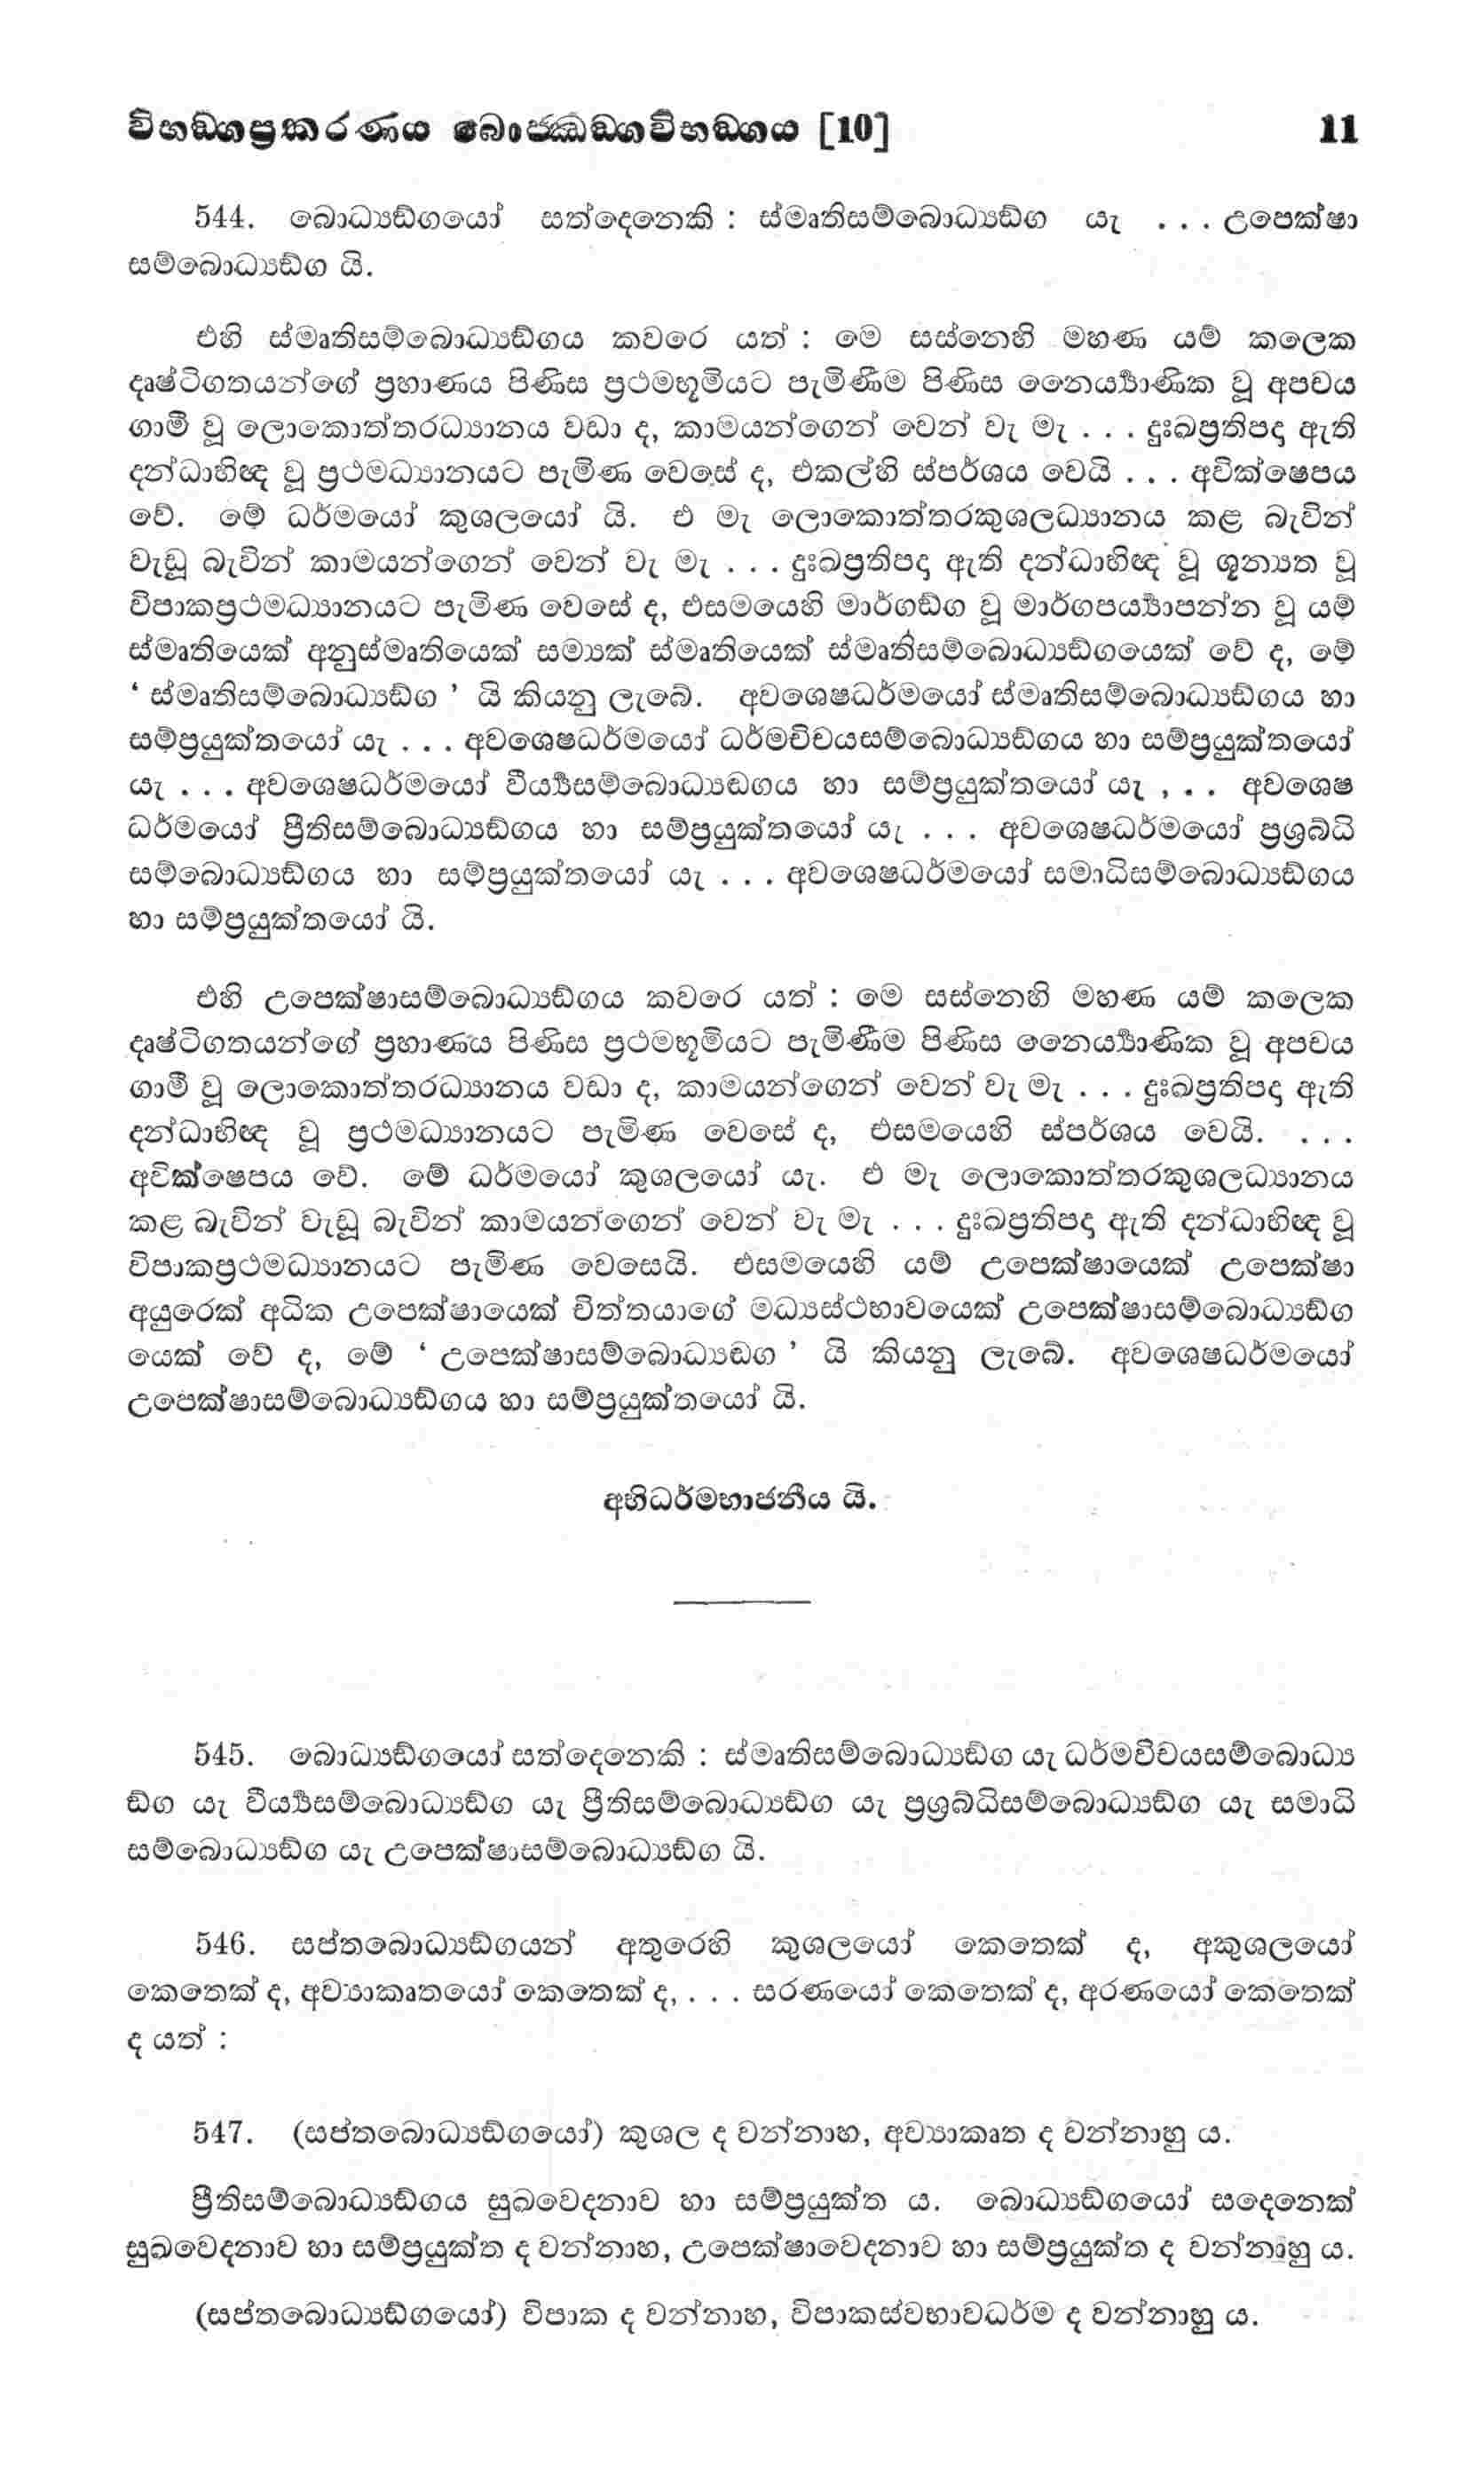 විභඞ්ගප්‍රකරණය බොජ්ඣඞ්ගවිභඞ්ගය [10] 11
544. බොධ්‍යඞ්ගයෝ සත්දෙනෙකි : ස්මෘතිසම්බොධ්‍යඞ්ග යැ . . . උපෙක්ෂා
සම්බොධ්‍යඞ්ග යි.
එහි ස්මෘතිසම්බොධ්‍යඞ්ගය කවරෙ යත් : මෙ සස්නෙහි මහණ යම් කලෙක
දෘෂ්ටිගතයන්ගේ ප්‍රහාණය පිණිස ප්‍රථමභූමියට පැමිණීම පිණිස නෛර්‍ය්‍යාණික වූ අපචය
ගාමී වූ ලොකොත්තරධ්‍යානය වඩා ද, කාමයන්ගෙන් වෙන් වැ මැ . . . දුඃඛප්‍රතිපදා ඇති
දන්ධාභිඥ වූ ප්‍රථමධ්‍යානයට පැමිණ වෙසේ ද, එකල්හි ස්පර්ශය වෙයි . . . අවික්ෂෙපය
වේ. මේ ධර්මයෝ කුශලයෝ යි. එ මැ ලොකොත්තරකුශලධ්‍යානය කළ බැවින්
වැඩූ බැවින් කාමයන්ගෙන් වෙන් වැ මැ . . . දුඃඛප්‍රතිපදා ඇති දන්ධාභිඥ වූ ශූන්‍යත වූ
විපාකප්‍රථමධ්‍යානයට පැමිණ වෙසේ ද, එසමයෙහි මාර්ගඞ්ග වූ මාර්ගපර්‍ය්‍යාපන්න වූ යම්
ස්මෘතියෙක් අනුස්මෘතියෙක් සම්‍යක් ස්මෘතියෙක් ස්මෘතිසම්බොධ්‍යඞ්ගයෙක් වේ ද, මේ
‘ ස්මෘතිසම්බොධ්‍යඞ්ග ’ යි කියනු ලැබේ. අවශෙෂධර්මයෝ ස්මෘතිසම්බොධ්‍යඞ්ගය හා
සම්ප්‍රයුක්තයෝ යැ . . . අවශෙෂධර්මයෝ ධර්මවිචයසම්බොධ්‍යඞ්ගය හා සම්ප්‍රයුක්තයෝ
යැ . . . අවශෙෂධර්මයෝ වීර්‍ය්‍යසම්බොධ්‍යඞගය හා සම්ප්‍රයුක්තයෝ යැ , . . අවශෙෂ
ධර්මයෝ ප්‍රීතිසම්බොධ්‍යඞ්ගය හා සම්ප්‍රයුක්තයෝ යැ . . . අවශෙෂධර්මයෝ ප්‍රශ්‍රබ්ධි
සම්බොධ්‍යඞ්ගය හා සම්ප්‍රයුක්තයෝ යැ . . . අවශෙෂධර්මයෝ සමාධිසම්බොධ්‍යඞ්ගය
හා සම්ප්‍රයුක්තයෝ යි.
එහි උපෙක්ෂාසම්බොධ්‍යඞ්ගය කවරෙ යත් : මෙ සස්නෙහි මහණ යම් කලෙක
දෘෂ්ටිගතයන්ගේ ප්‍රහාණය පිණිස ප්‍රථමභූමියට පැමිණීම පිණිස නෛර්‍ය්‍යාණික වූ අපචය
ගාමී වූ ලොකොත්තරධ්‍යානය වඩා ද, කාමයන්ගෙන් වෙන් වැ මැ . . . දුඃඛප්‍රතිපදා ඇති
දන්ධාභිඥ වූ ප්‍රථමධ්‍යානයට පැමිණ වෙසේ ද, එසමයෙහි ස්පර්ශය වෙයි. . . .
අවික්ෂෙපය වේ. මේ ධර්මයෝ කුශලයෝ යැ. එ මැ ලොකොත්තරකුශලධ්‍යානය
කළ බැවින් වැඩූ බැවින් කාමයන්ගෙන් වෙන් වැ මැ . . . දුඃඛප්‍රතිපදා ඇති දන්ධාභිඥ වූ
විපාකප්‍රථමධ්‍යානයට පැමිණ වෙසෙයි. එසමයෙහි යම් උපෙක්ෂායෙක් උපෙක්ෂා
අයුරෙක් අධික උපෙක්ෂායෙක් චිත්තයාගේ මධ්‍යස්ථභාවයෙක් උපෙක්ෂාසම්බොධ්‍යඞ්ග
යෙක් වේ ද, මේ ‘ උපෙක්ෂාසම්බොධ්‍යඞග ’ යි කියනු ලැබේ. අවශෙෂධර්මයෝ
උපෙක්ෂාසම්බොධ්‍යඞ්ගය හා සම්ප්‍රයුක්තයෝ යි.
අභිධර්මභාජනීය යි.
545. බොධ්‍යඞ්ගයෝ සත්දෙනෙකි : ස්මෘතිසම්බොධ්‍යඞ්ග යැ ධර්මවිචයසම්බොධ්‍ය
ඞ්ග යැ වීර්‍ය්‍යසම්බොධ්‍යඞ්ග යැ ප්‍රීතිසම්බොධ්‍යඞ්ග යැ ප්‍රශ්‍රබ්ධිසම්බොධ්‍යඞ්ග යැ සමාධි
සම්බොධ්‍යඞ්ග යැ උපෙක්ෂාසම්බොධ්‍යඞ්ග යි.
546. සප්තබොධ්‍යඞ්ගයන් අතුරෙහි කුශලයෝ කෙතෙක් ද, අකුශලයෝ
කෙතෙක් ද, අව්‍යාකෘතයෝ කෙතෙක් ද, . . . සරණයෝ කෙතෙක් ද, අරණයෝ කෙතෙක්
ද යත් :
547. (සප්තබොධ්‍යඞ්ගයෝ) කුශල ද වන්නාහ, අව්‍යාකෘත ද වන්නාහු ය.
ප්‍රීතිසම්බොධ්‍යඞ්ගය සුඛවෙදනාව හා සම්ප්‍රයුක්ත ය. බොධ්‍යඞ්ගයෝ සදෙනෙක්
සුඛවෙදනාව හා සම්ප්‍රයුක්ත ද වන්නාහ, උපෙක්ෂාවෙදනාව හා සම්ප්‍රයුක්ත ද වන්නාහු ය.
(සප්තබොධ්‍යඞ්ගයෝ) විපාක ද වන්නාහ, විපාකස්වභාවධර්ම ද වන්නාහු ය.